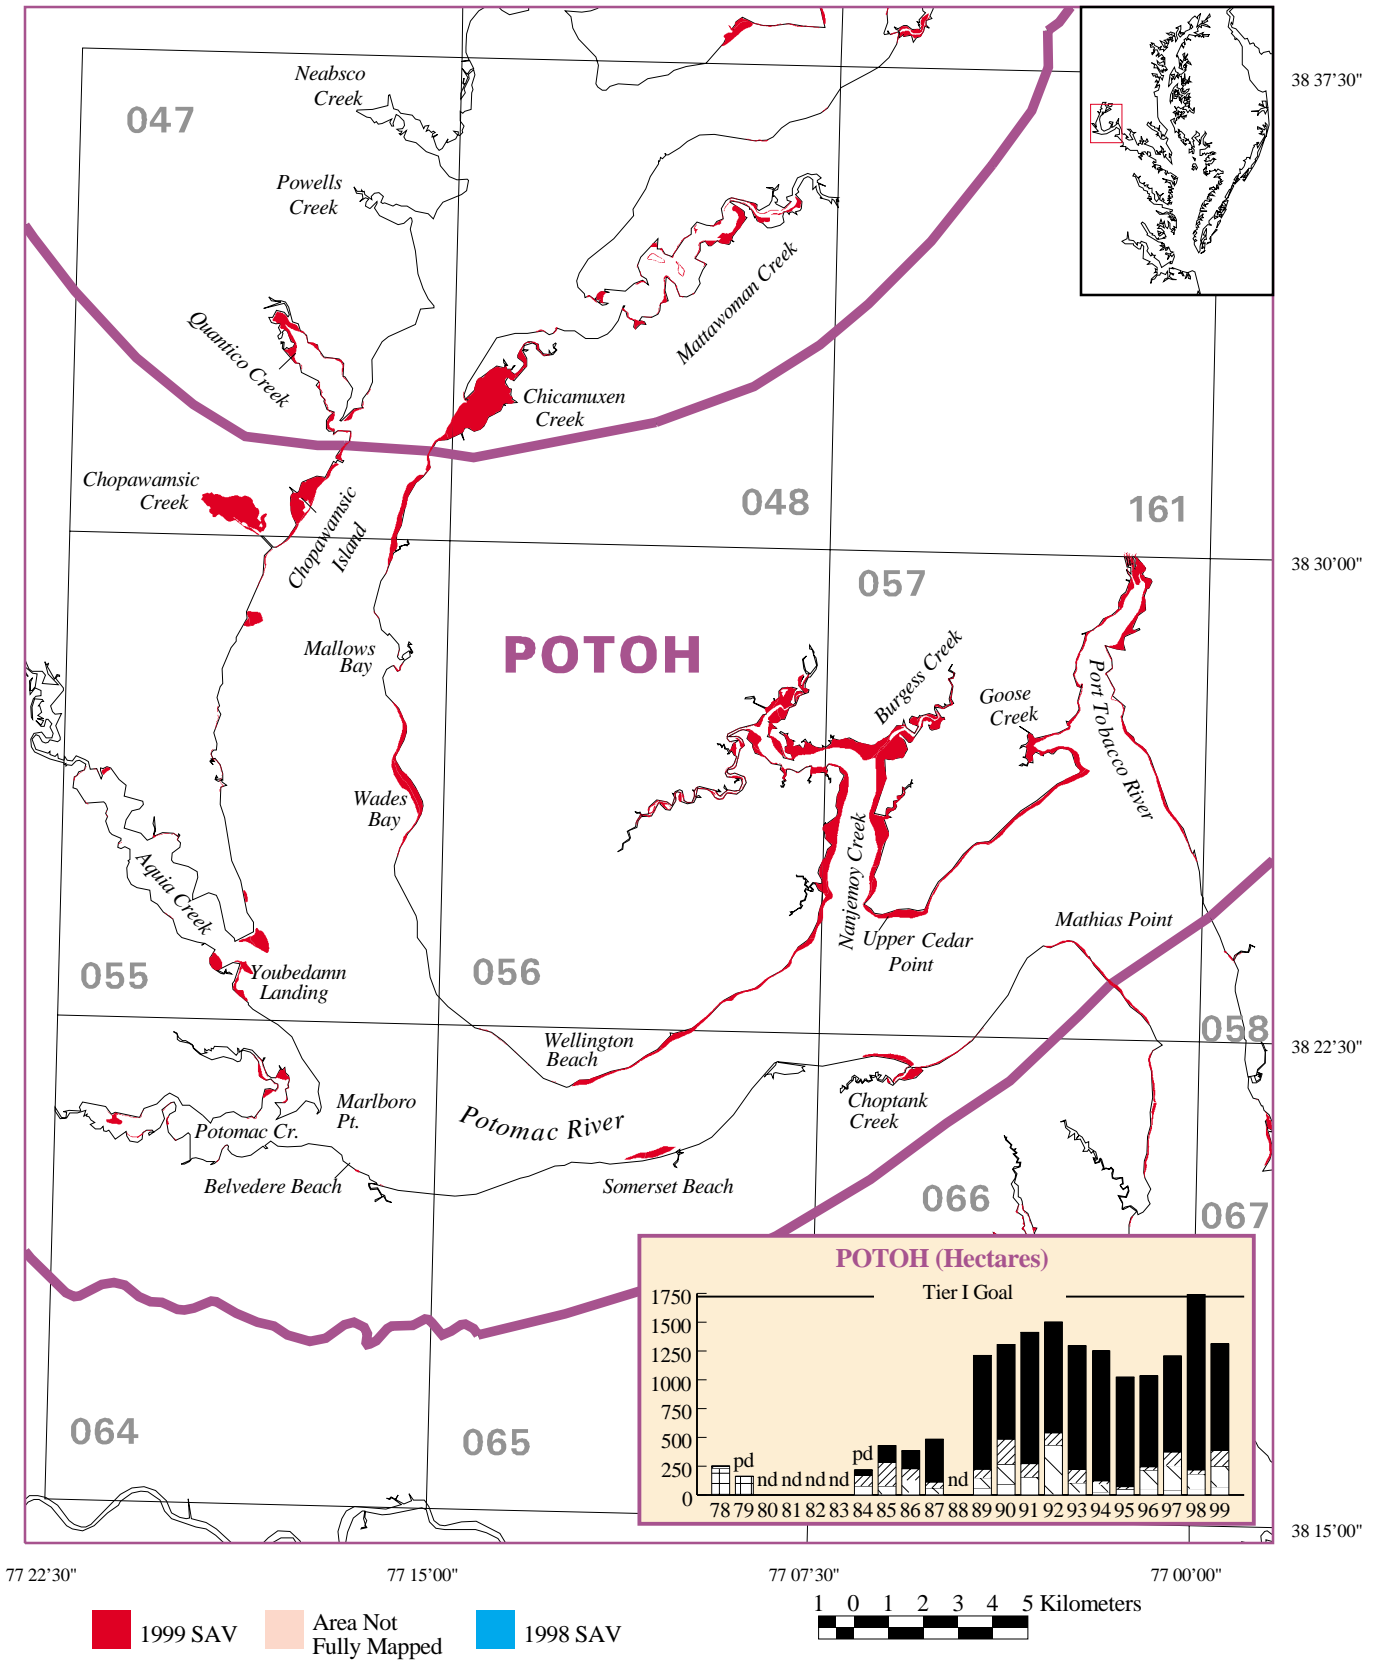 38 37'30"
Neabsco
Creek
047
Powells
Creek
Quantico Creek
Mattawoman Creek
Chicamuxen
Creek
Chopawamsic
Creek
Chopawamsic
Island
048
161
38 30'00"
057
Mallows
Bay
POTOH
Burgess Creek
Goose
Creek
Port Tobacco River
Wades
Bay
Aquia Creek
Nanjemoy Creek
Mathias Point
Upper Cedar
Point
055
Youbedamn
Landing
056
058
38 22'30"
Wellington
Beach
Marlboro
Pt.
Potomac River
Choptank
Creek
Potomac Cr.
Belvedere Beach
Somerset Beach
066
067
POTOH (Hectares)
Tier I Goal
1750
1500
1250
1000
750
500
250
0
pd
nd
nd
nd
nd
pd
nd
78 79 80 81 82 83 84 85 86 87 88 89 90 91 92 93 94 95 96 97 98 99
064
065
38 15'00"
77 22'30"
77 15'00"
77 07'30"
77 00'00"
1 0 1 2 3 4 5 Kilometers
1999 SAV
Area Not
Fully Mapped
1998 SAV